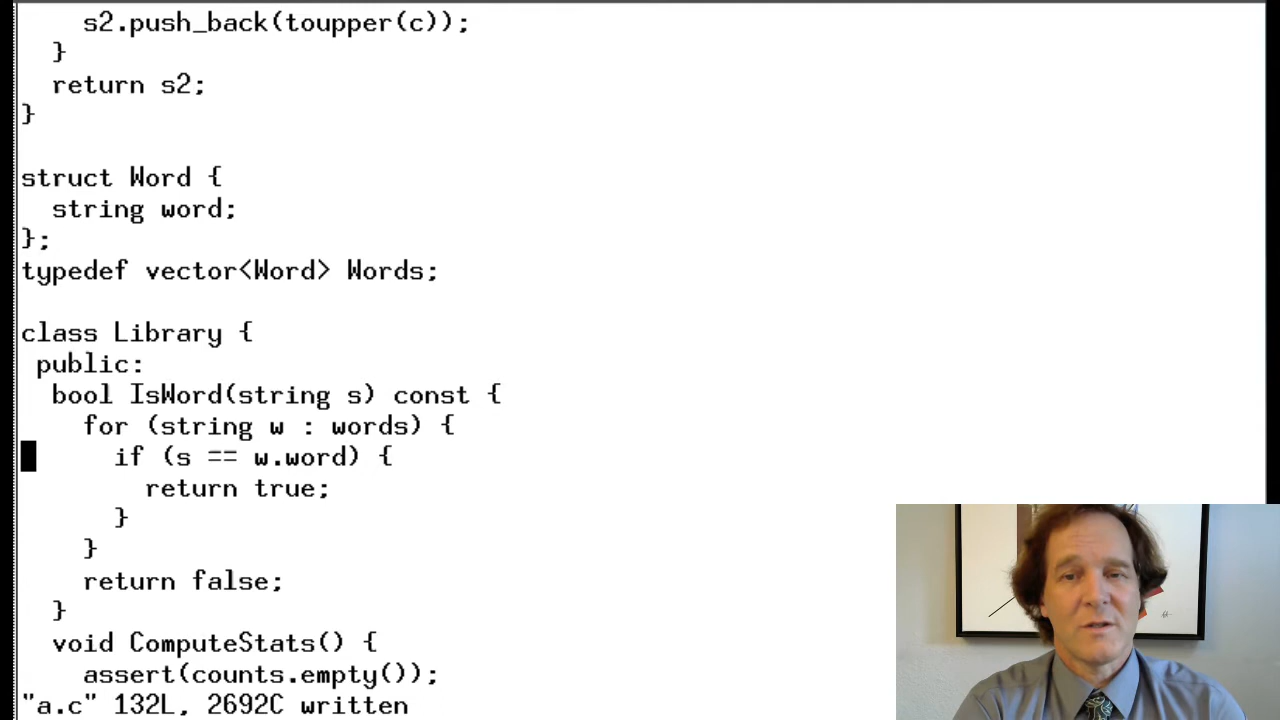 s2.push_back(toupper(c));
}
return s2;
}
struct Word {
string word;
};
typedef vector<Word> Words;
class Library {
public:
bool IsWord(string s) const {
for (string w : words) {
if (s == w.word) {
return true;
}
}
return false;
}
void ComputeStats() {
assert(counts.empty());
"a.c" 132L, 2692C written